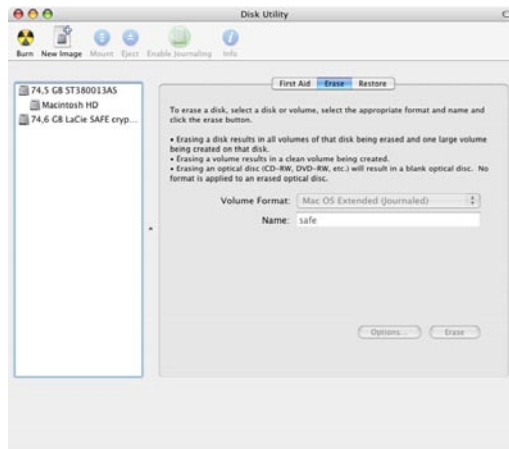 Disk Utility
Burn New Image Mount Eject Enable Journaling Info
74,5 GB ST380013AS
Macintosh HD
74,6 GB LaCie SAFE cryp...
First Aid Erase Restore
To erase a disk, select a disk or volume, select the appropriate format and name and
click the erase button.
• Erasing a disk results in all volumes of that disk being erased and one large volume
being created on that disk.
• Erasing a volume results in a clean volume being created.
• Erasing an optical disc (CD-RW, DVD-RW, etc.) will result in a blank optical disc. No
format is applied to an erased optical disc.
Volume Format: Mac OS Extended (Journaled)
Name: safe
Options... Erase